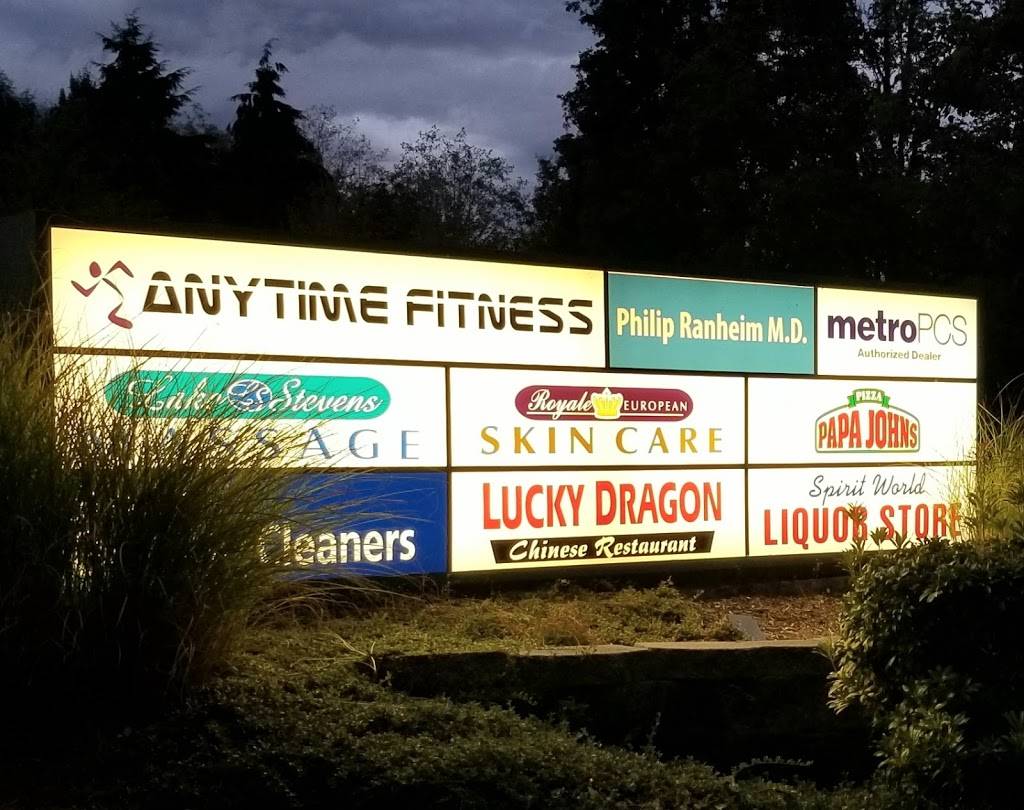 ANYTIME FITNESS
Philip Ranheim M.D.
metroPCS
Authorized Dealer
Lake Stevens
MASSAGE
Royale EUROPEAN
SKIN CARE
PIZZA
PAPA JOHNS
Cleaners
LUCKY DRAGON
Chinese Restaurant
Spirit World
LIQUOR STORE